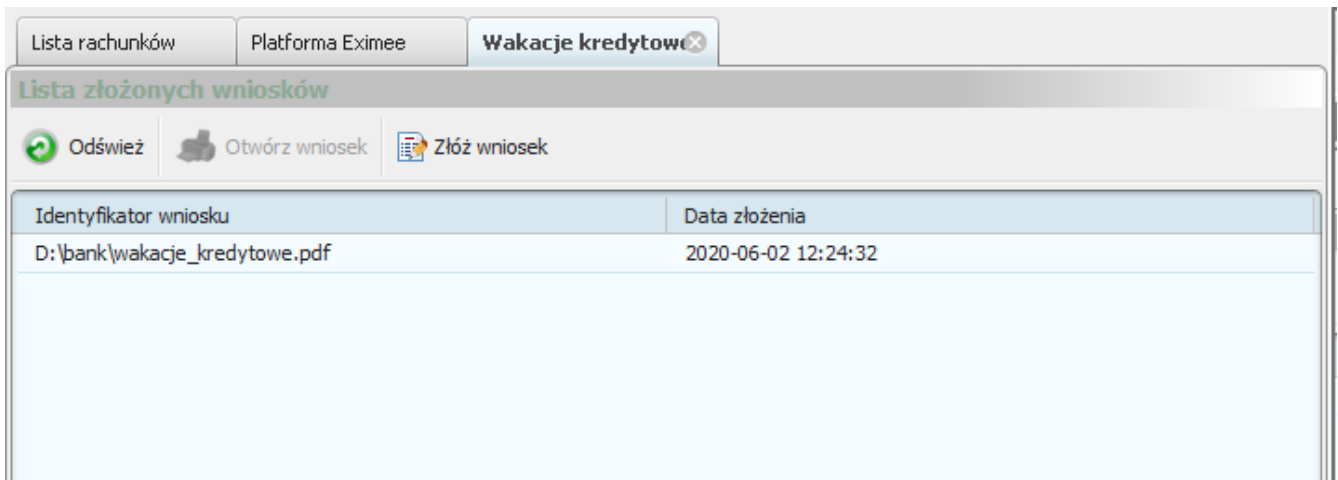 Lista rachunków Platforma Eximee Wakacje kredytowe
Lista złożonych wniosków
Odśwież Otwórz wniosek Złóż wniosek
Identyfikator wniosku Data złożenia
D:\bank\wakacje_kredytowe.pdf 2020-06-02 12:24:32